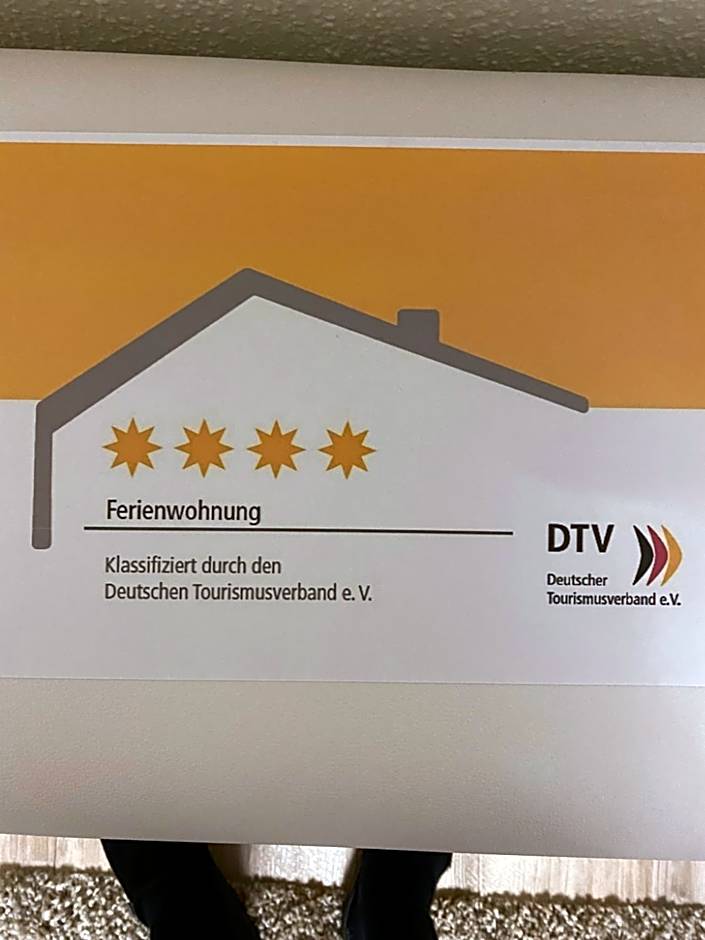 Ferienwohnung
Klassifiziert durch den
Deutschen Tourismusverband e. V.
DTV
Deutscher
Tourismusverband e.V.